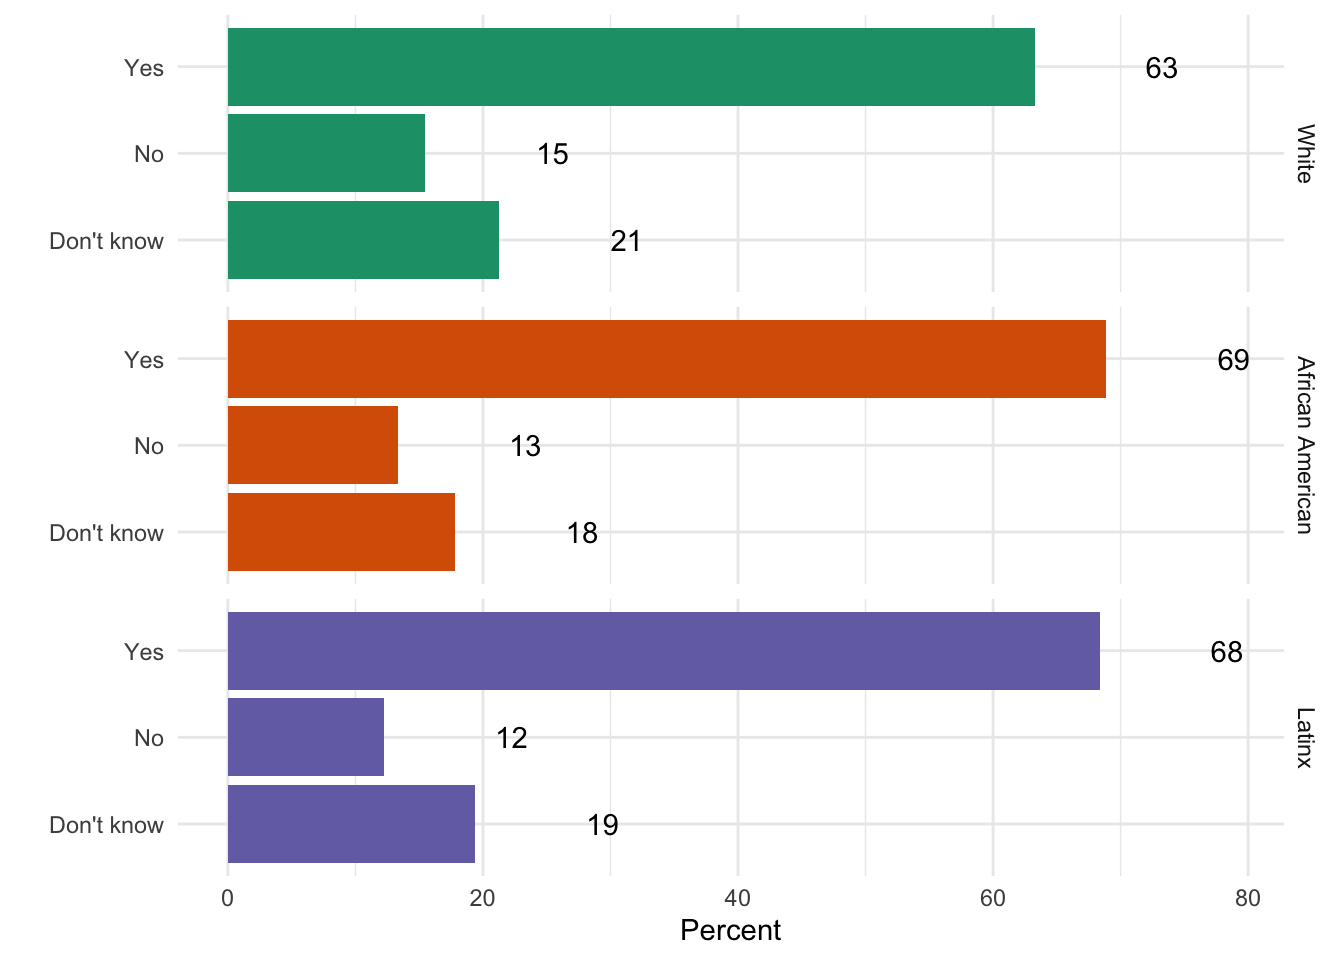 Yes 63
No 15
Don't know 21
White
Yes 69
No 13
Don't know 18
African American
Yes 68
No 12
Don't know 19
Latinx
0 20 40 60 80
Percent